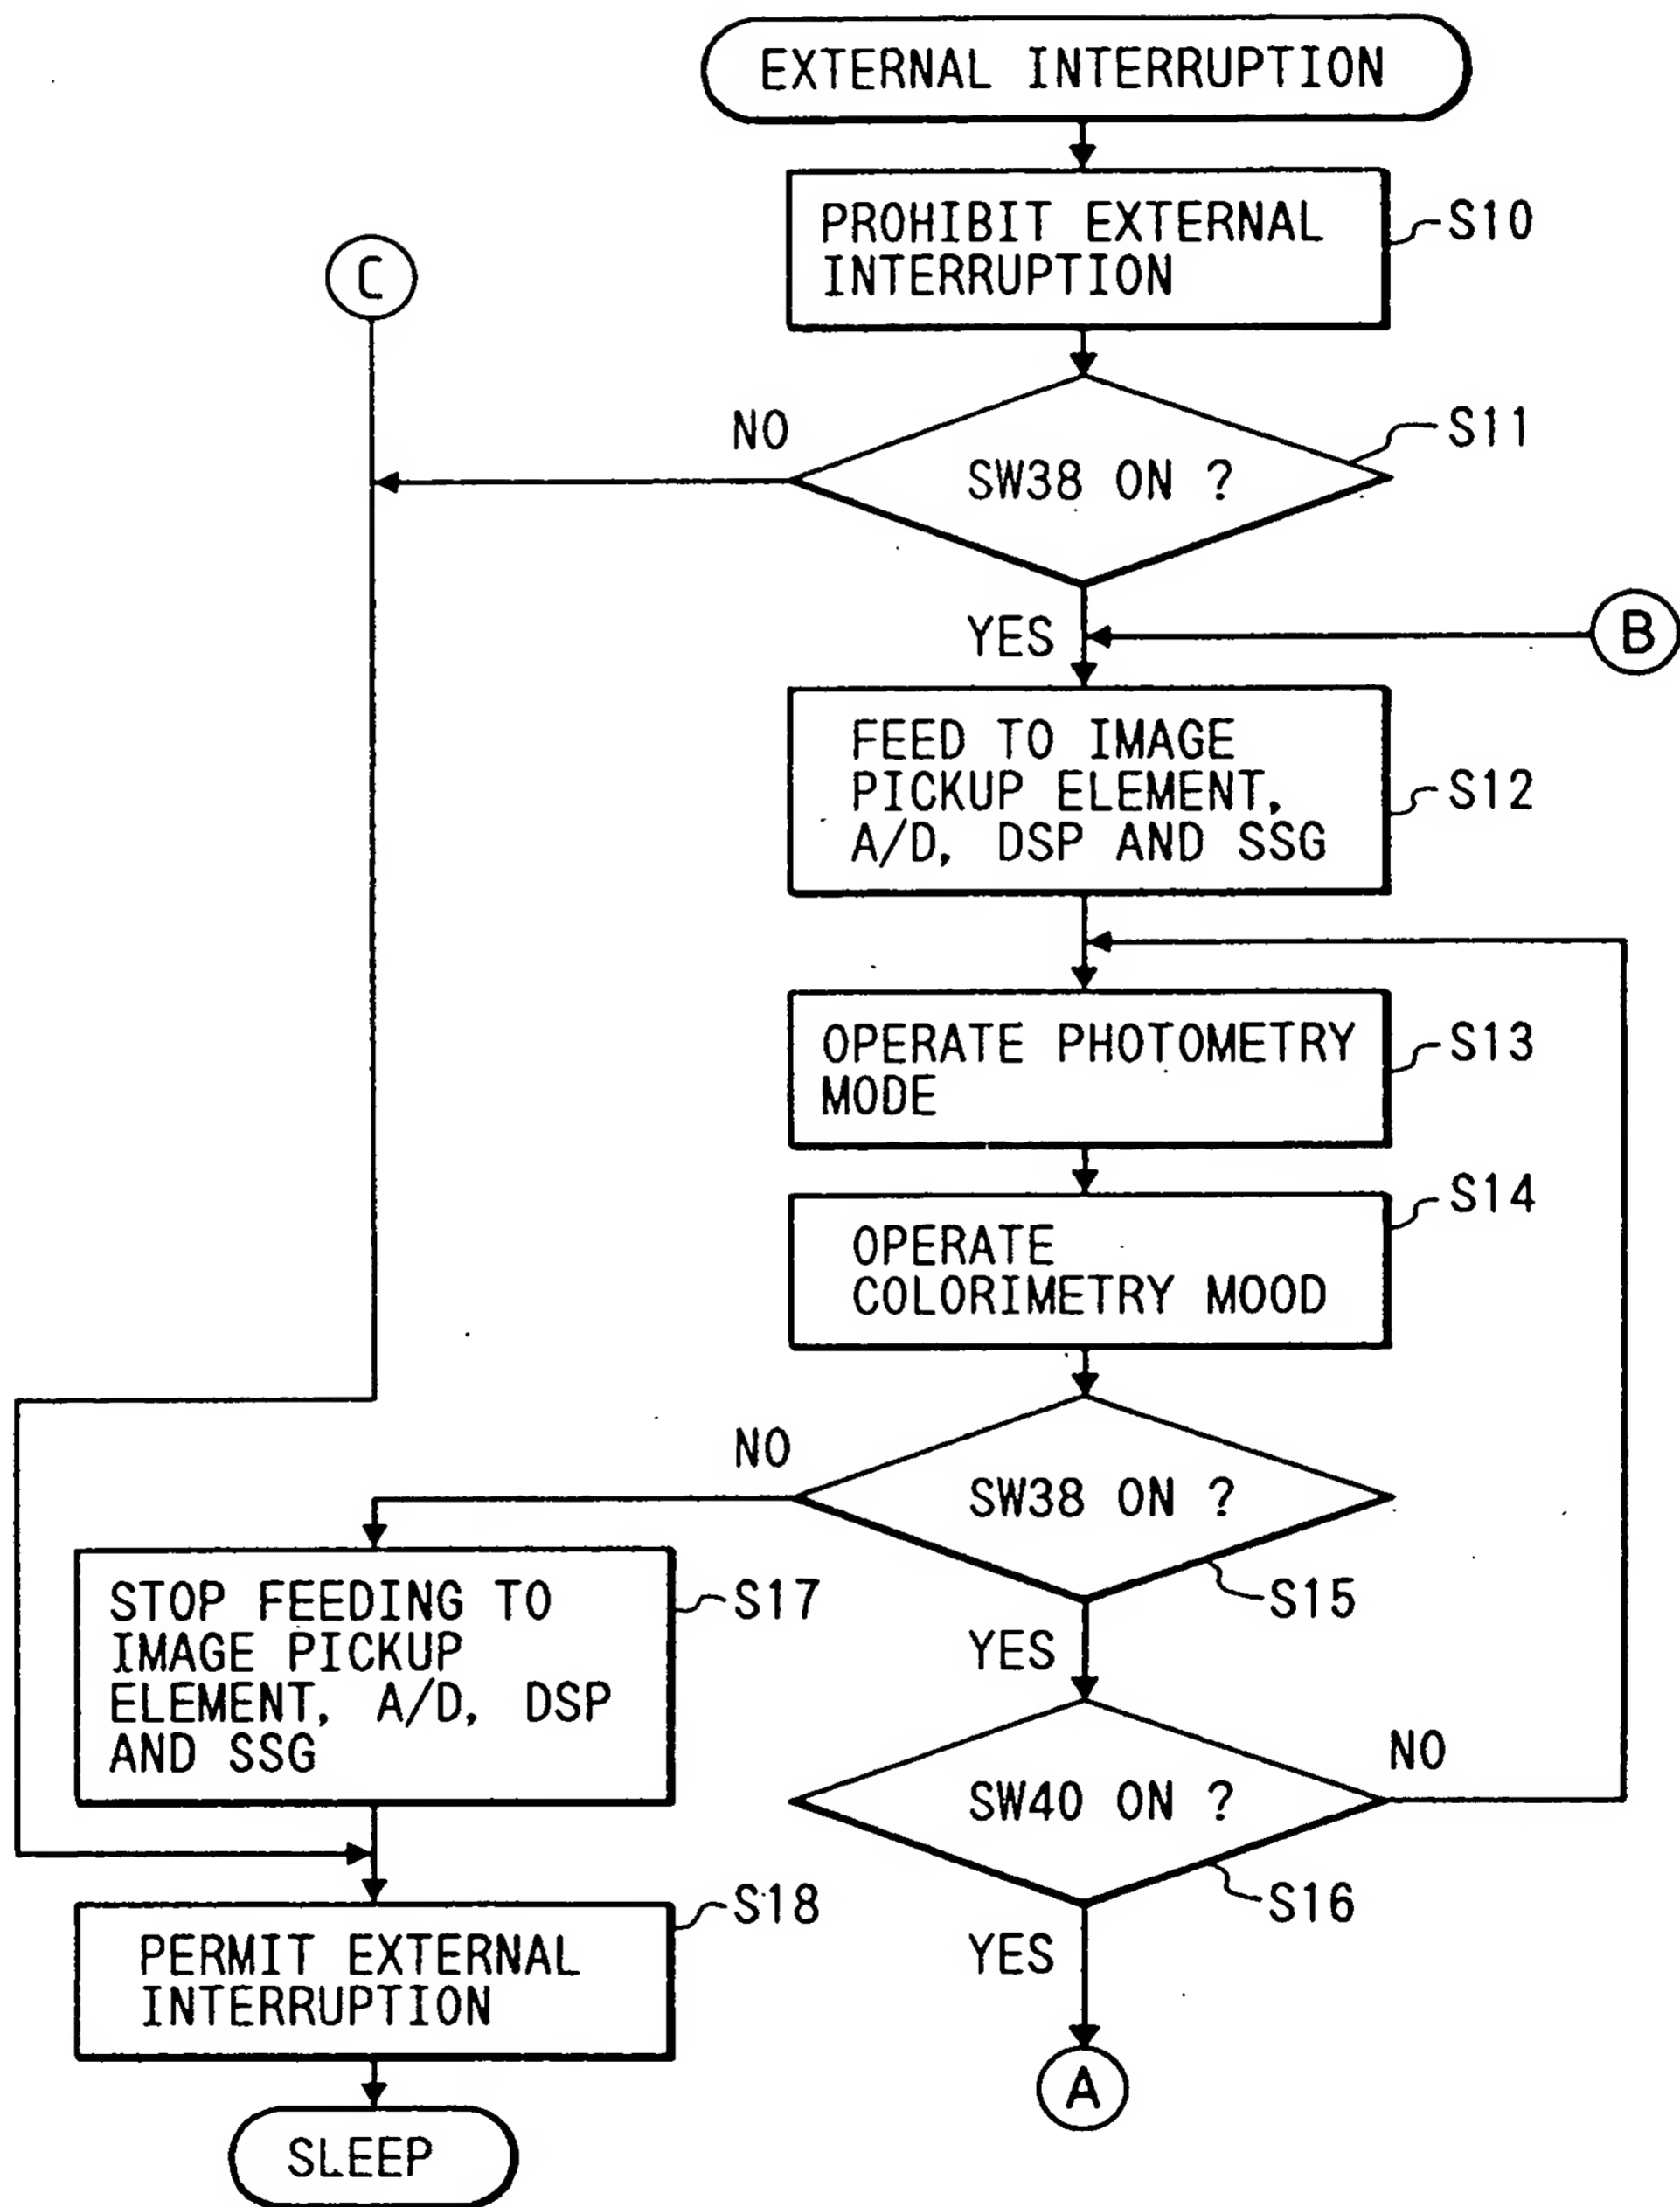 EXTERNAL INTERRUPTION
PROHIBIT EXTERNAL
INTERRUPTION
S10
C
NO
SW38 ON ?
S11
YES
B
FEED TO IMAGE
PICKUP ELEMENT,
A/D, DSP AND SSG
S12
OPERATE PHOTOMETRY
MODE
S13
OPERATE
COLORIMETRY MOOD
S14
NO
SW38 ON ?
S15
YES
STOP FEEDING TO
IMAGE PICKUP
ELEMENT, A/D, DSP
AND SSG
S17
SW40 ON ?
NO
S16
YES
PERMIT EXTERNAL
INTERRUPTION
S18
A
SLEEP